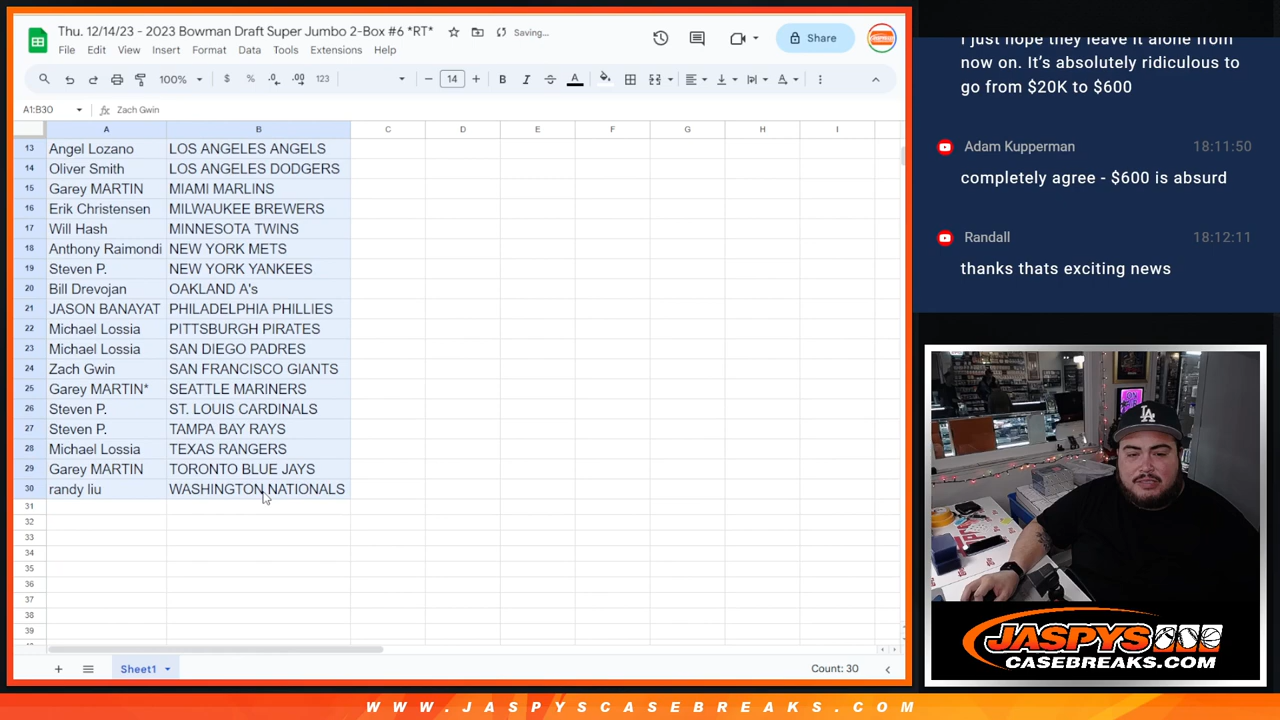 Thu. 12/14/23 - 2023 Bowman Draft Super Jumbo 2-Box #6 *RT*
Saving...
File Edit View Insert Format Data Tools Extensions Help
Share
100% $ % .0 .00 123 14 B I A
A1:B30 Zach Gwin
A B C D E F G H I
13 Angel Lozano LOS ANGELES ANGELS
14 Oliver Smith LOS ANGELES DODGERS
15 Garey MARTIN MIAMI MARLINS
16 Erik Christensen MILWAUKEE BREWERS
17 Will Hash MINNESOTA TWINS
18 Anthony Raimondi NEW YORK METS
19 Steven P. NEW YORK YANKEES
20 Bill Drevojan OAKLAND A's
21 JASON BANAYAT PHILADELPHIA PHILLIES
22 Michael Lossia PITTSBURGH PIRATES
23 Michael Lossia SAN DIEGO PADRES
24 Zach Gwin SAN FRANCISCO GIANTS
25 Garey MARTIN* SEATTLE MARINERS
26 Steven P. ST. LOUIS CARDINALS
27 Steven P. TAMPA BAY RAYS
28 Michael Lossia TEXAS RANGERS
29 Garey MARTIN TORONTO BLUE JAYS
30 randy liu WASHINGTON NATIONALS
31
32
33
34
35
36
37
38
39
Sheet1
Count: 30
I just hope they leave it alone from
now on. It's absolutely ridiculous to
go from $20K to $600
Adam Kupperman 18:11:50
completely agree - $600 is absurd
Randall 18:12:11
thanks thats exciting news
LA
JASPYS
CASEBREAKS.COM
WWW.JASPYSCASEBREAKS.COM